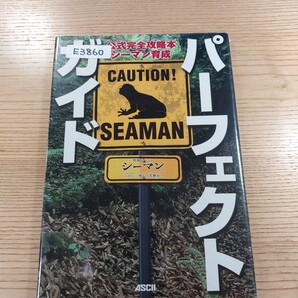 公式完全攻略本
シーマン育成
E3860
パーフェクト
ガイド
CAUTION!
SEAMAN
シーマン
ASCII